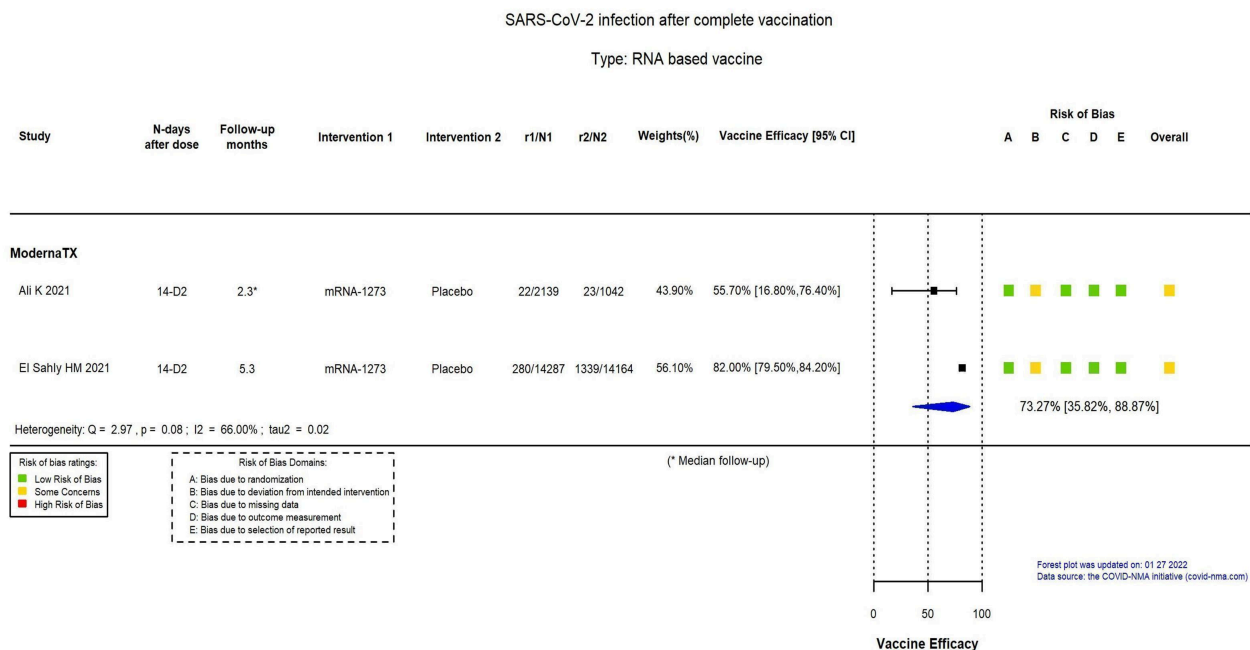 SARS-CoV-2 infection after complete vaccination
Type: RNA based vaccine
Risk of Bias
Study N-days after dose Follow-up months Intervention 1 Intervention 2 r1/N1 r2/N2 Weights(%) Vaccine Efficacy [95% CI] A B C D E Overall
ModernaTX
Ali K 2021 14-D2 2.3* mRNA-1273 Placebo 22/2139 23/1042 43.90% 55.70% [16.80%,76.40%]
El Sahly HM 2021 14-D2 5.3 mRNA-1273 Placebo 280/14287 1339/14164 56.10% 82.00% [79.50%,84.20%]
73.27% [35.82%, 88.87%]
Heterogeneity: Q = 2.97 , p = 0.08 ; I2 = 66.00% ; tau2 = 0.02
(* Median follow-up)
Risk of bias ratings:
Low Risk of Bias
Some Concerns
High Risk of Bias
Risk of Bias Domains:
A: Bias due to randomization
B: Bias due to deviation from intended intervention
C: Bias due to missing data
D: Bias due to outcome measurement
E: Bias due to selection of reported result
Forest plot was updated on: 01 27 2022
Data source: the COVID-NMA initiative (covid-nma.com)
0 50 100
Vaccine Efficacy